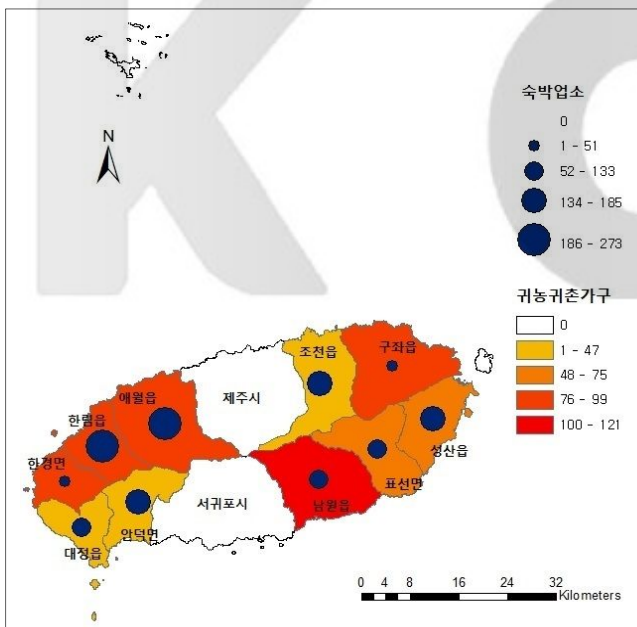 N
숙박업소
0
1 - 51
52 - 133
134 - 185
186 - 273
귀농귀촌가구
0
1 - 47
48 - 75
76 - 99
100 - 121
조천읍
구좌읍
제주시
애월읍
한림읍
한경면
성산읍
표선면
남원읍
서귀포시
안덕면
대정읍
0 4 8 16 24 32
Kilometers